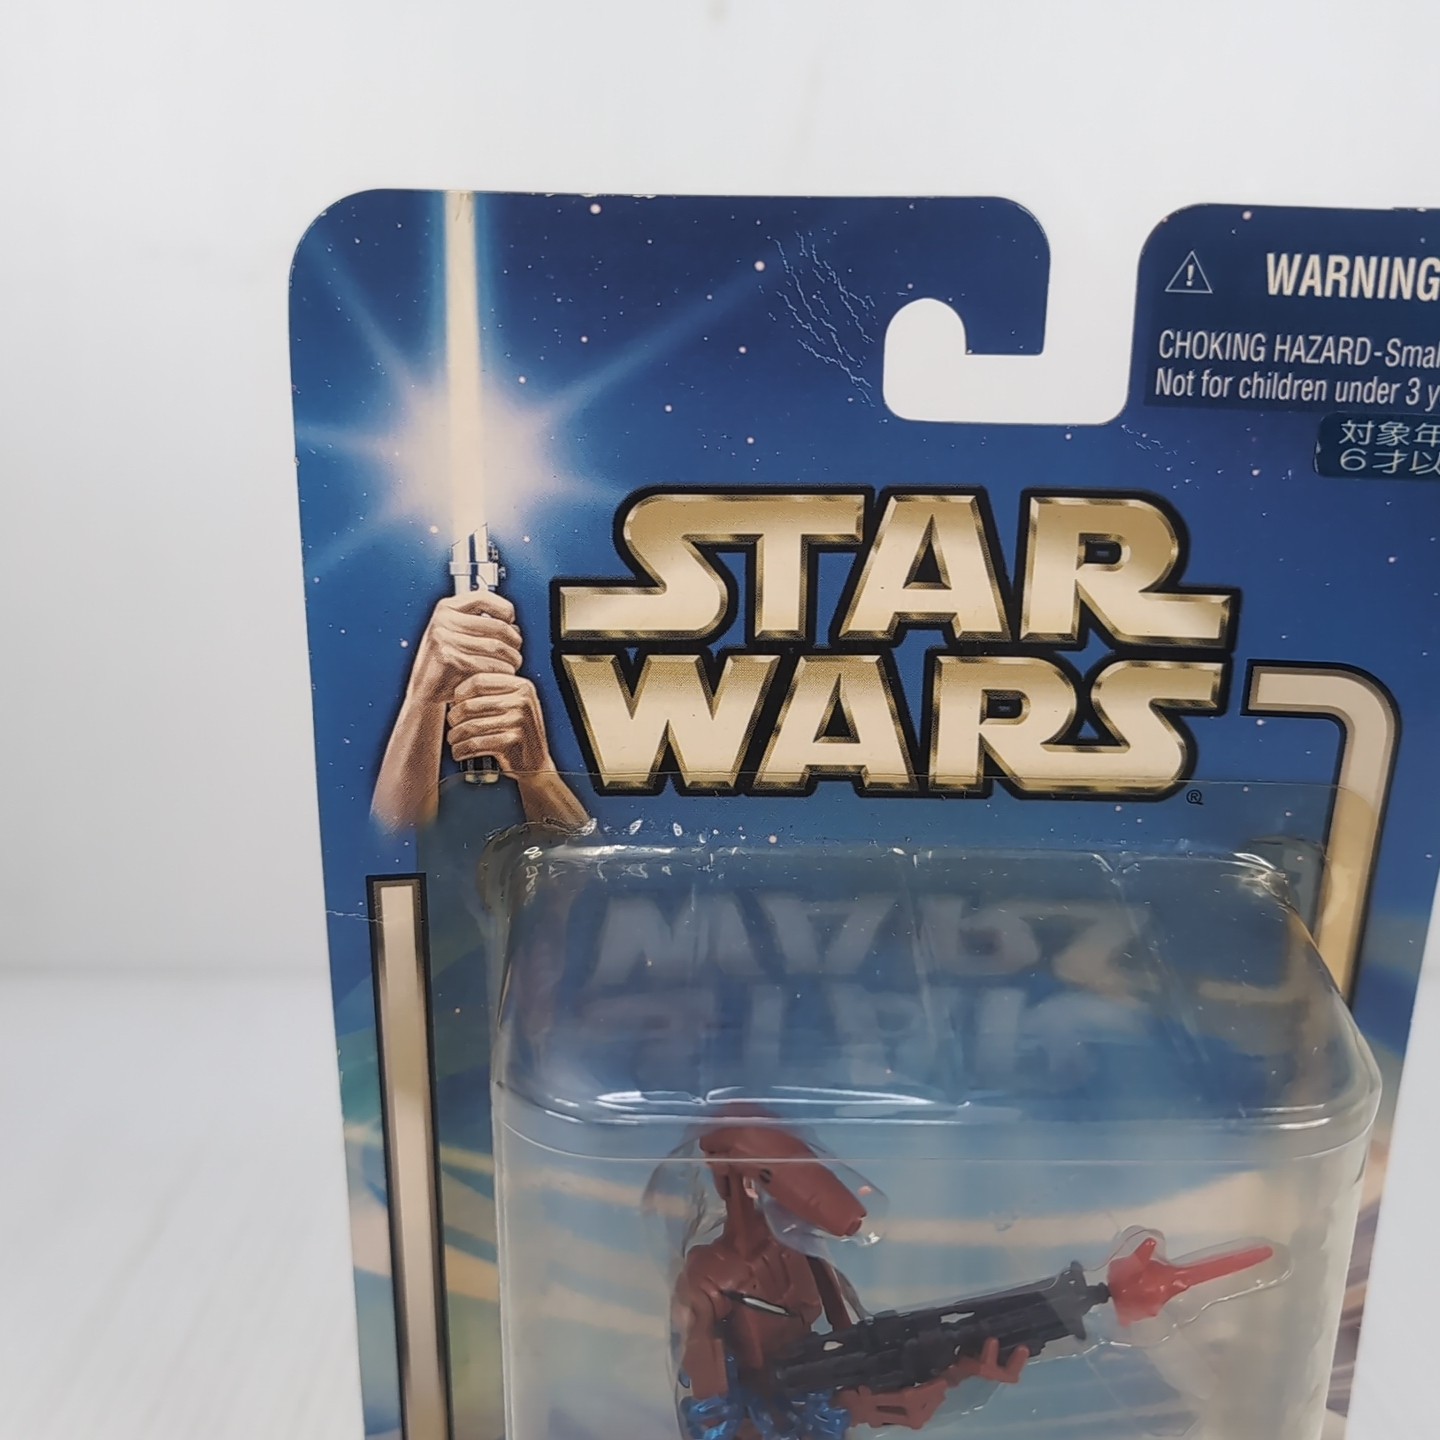 WARNING
CHOKING HAZARD-Smal
Not for children under 3 y
対象年
6才以
STAR
WARS
®